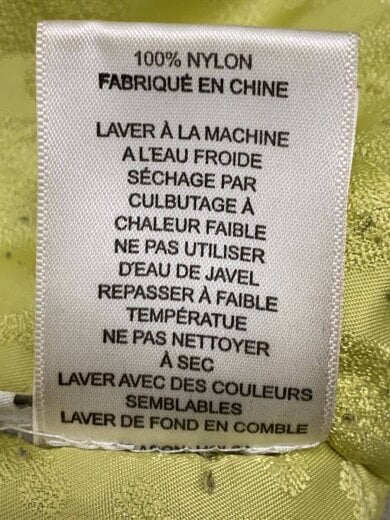 100% NYLON
FABRIQUÉ EN CHINE
LAVER À LA MACHINE
A L'EAU FROIDE
SÉCHAGE PAR
CULBUTAGE À
CHALEUR FAIBLE
NE PAS UTILISER
D'EAU DE JAVEL
REPASSER À FAIBLE
TEMPÉRATUE
NE PAS NETTOYER
À SEC
LAVER AVEC DES COULEURS
SEMBLABLES
LAVER DE FOND EN COMBLE